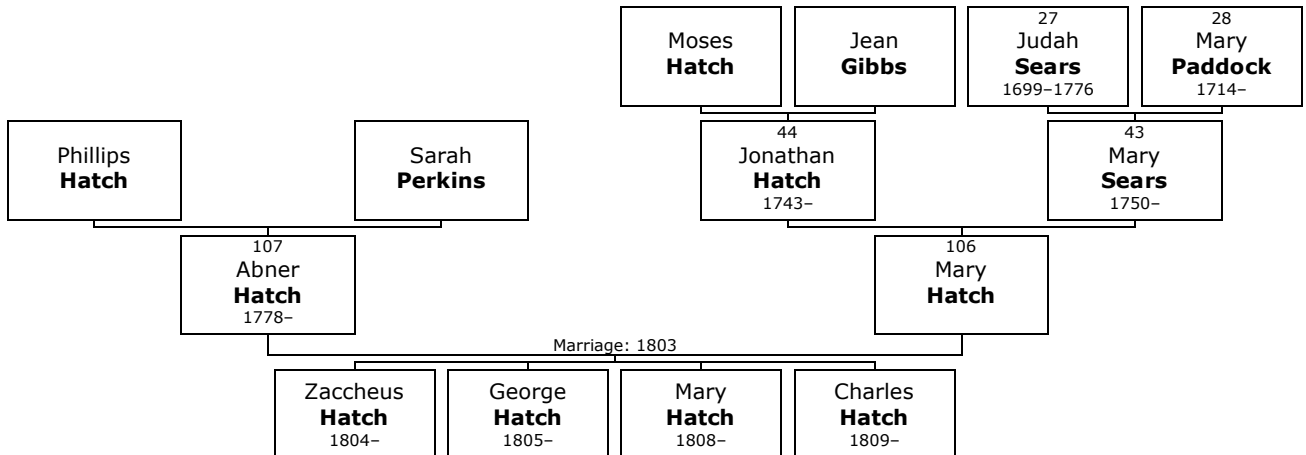 Moses
Hatch
Jean
Gibbs
27
Judah
Sears
1699–1776
28
Mary
Paddock
1714–
Phillips
Hatch
Sarah
Perkins
44
Jonathan
Hatch
1743–
43
Mary
Sears
1750–
107
Abner
Hatch
1778–
106
Mary
Hatch
Marriage: 1803
Zaccheus
Hatch
1804–
George
Hatch
1805–
Mary
Hatch
1808–
Charles
Hatch
1809–